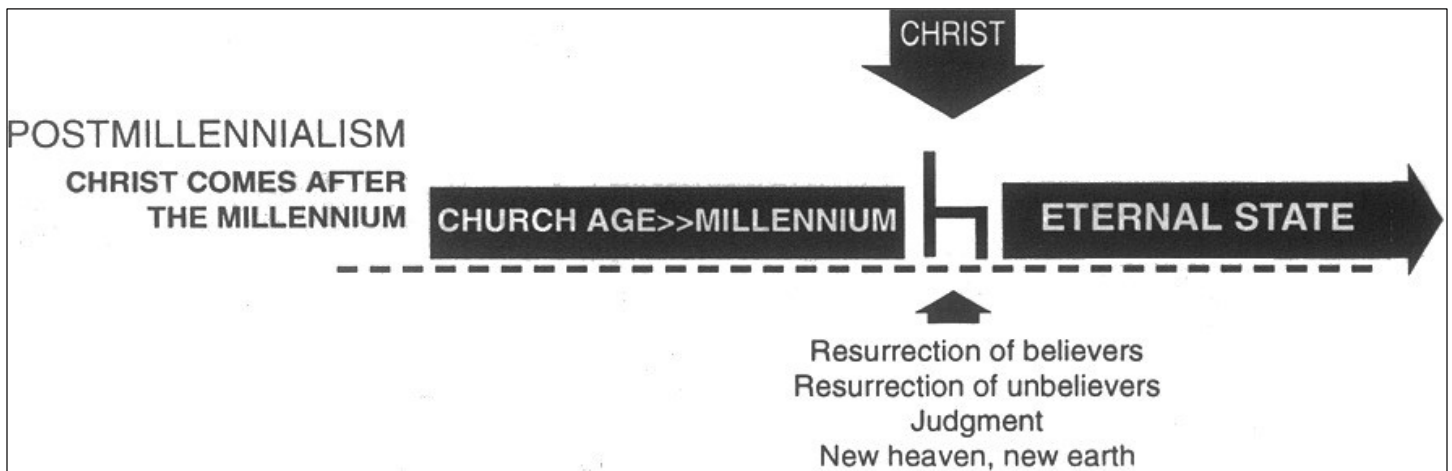 CHRIST
POSTMILLENNIALISM
CHRIST COMES AFTER
THE MILLENNIUM
CHURCH AGE>>MILLENNIUM
ETERNAL STATE
Resurrection of believers
Resurrection of unbelievers
Judgment
New heaven, new earth